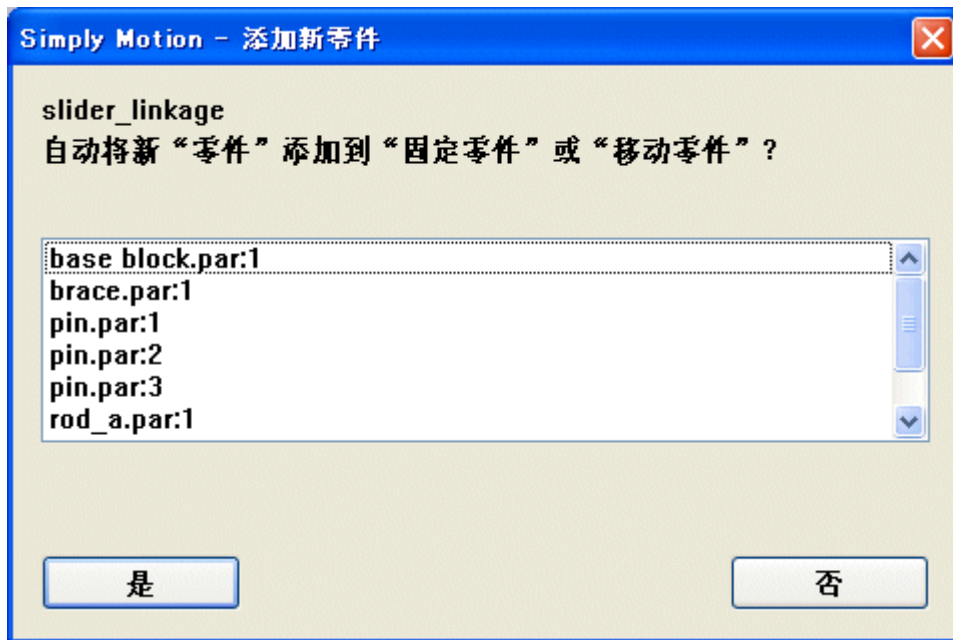 Simply Motion - 添加新零件
slider_linkage
自动将新“零件”添加到“固定零件”或“移动零件”?
base block.par:1
brace.par:1
pin.par:1
pin.par:2
pin.par:3
rod_a.par:1
是
否